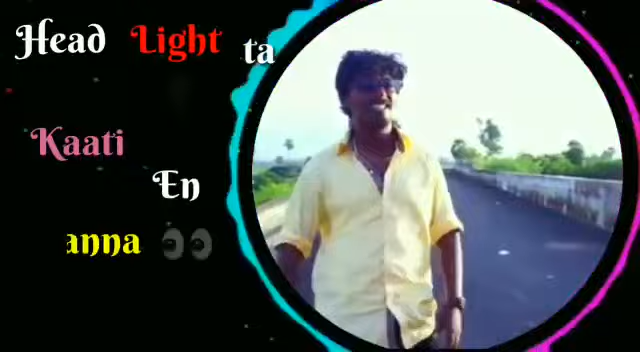 Head Light ta
Kaati
En
anna 👀